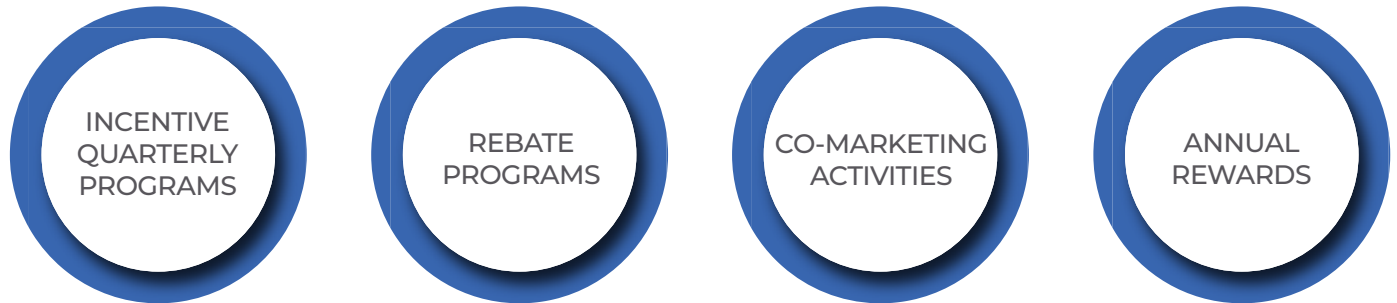 INCENTIVE
QUARTERLY
PROGRAMS
REBATE
PROGRAMS
CO-MARKETING
ACTIVITIES
ANNUAL
REWARDS